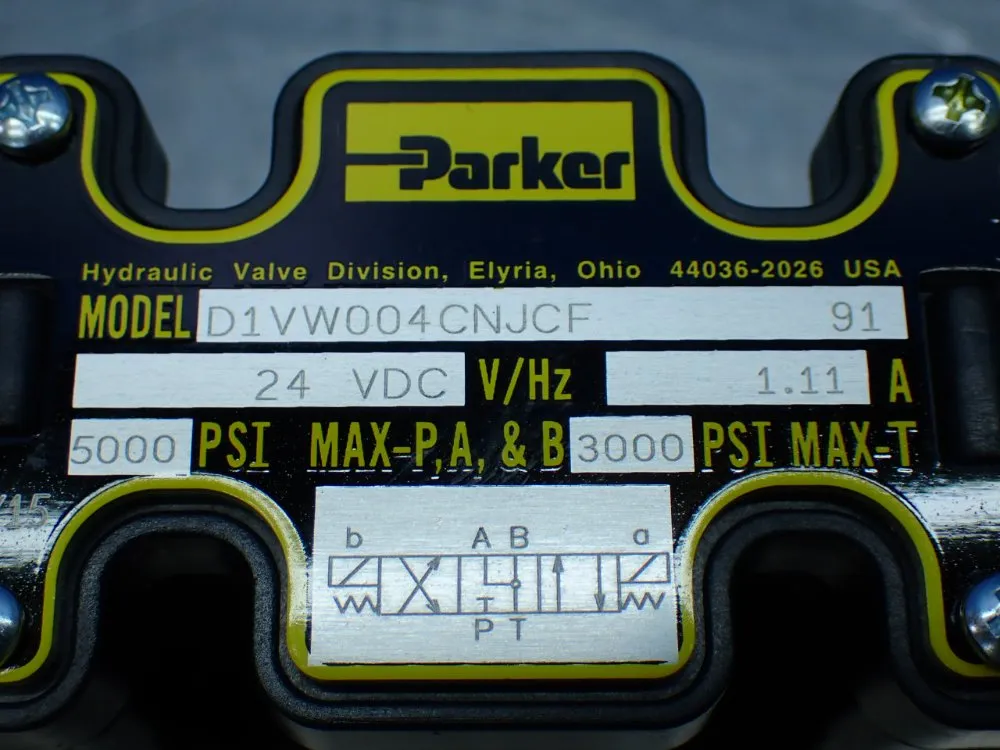 Parker
Hydraulic Valve Division, Elyria, Ohio 44036-2026 USA
MODEL D1VW004CNJCF 91
24 VDC V/Hz 1.11 A
5000 PSI MAX-P,A, & B 3000 PSI MAX-T
b A B a
P T